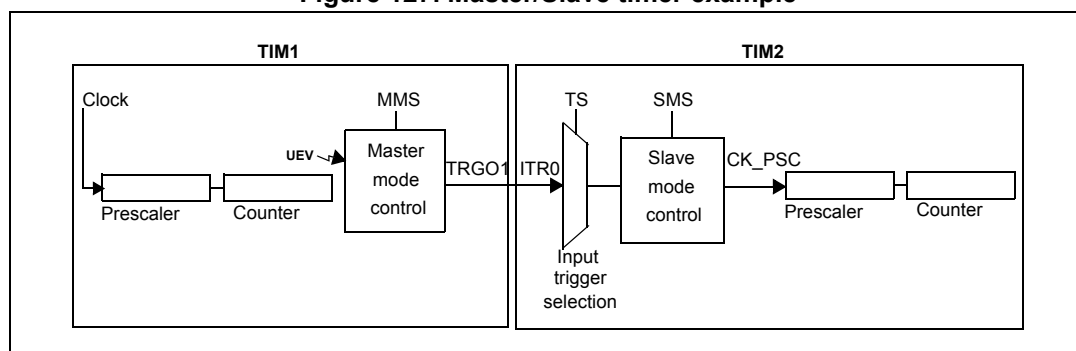 Figure 127. Master/Slave timer example
TIM1
TIM2
Clock
MMS
TS
SMS
UEV
Master
mode
control
TRGO1
ITR0
Slave
mode
control
CK_PSC
Prescaler
Counter
Prescaler
Counter
Input
trigger
selection